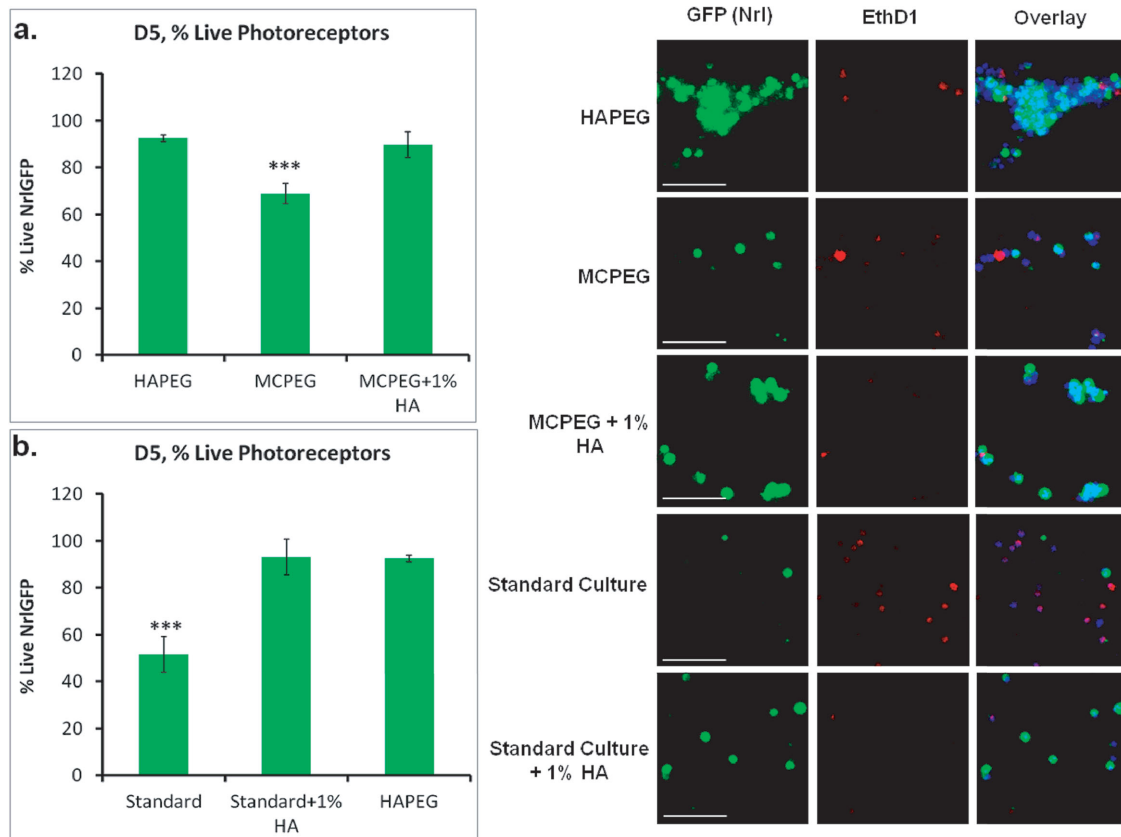 a.
D5, % Live Photoreceptors
% Live NrlGFP
120
100
80
60
40
20
0
HAPEG
MCPEG
MCPEG+1%
HA
***
b.
D5, % Live Photoreceptors
% Live NrlGFP
120
100
80
60
40
20
0
Standard
Standard+1%
HA
HAPEG
***
GFP (Nrl)
EthD1
Overlay
HAPEG
MCPEG
MCPEG + 1%
HA
Standard Culture
Standard Culture
+ 1% HA